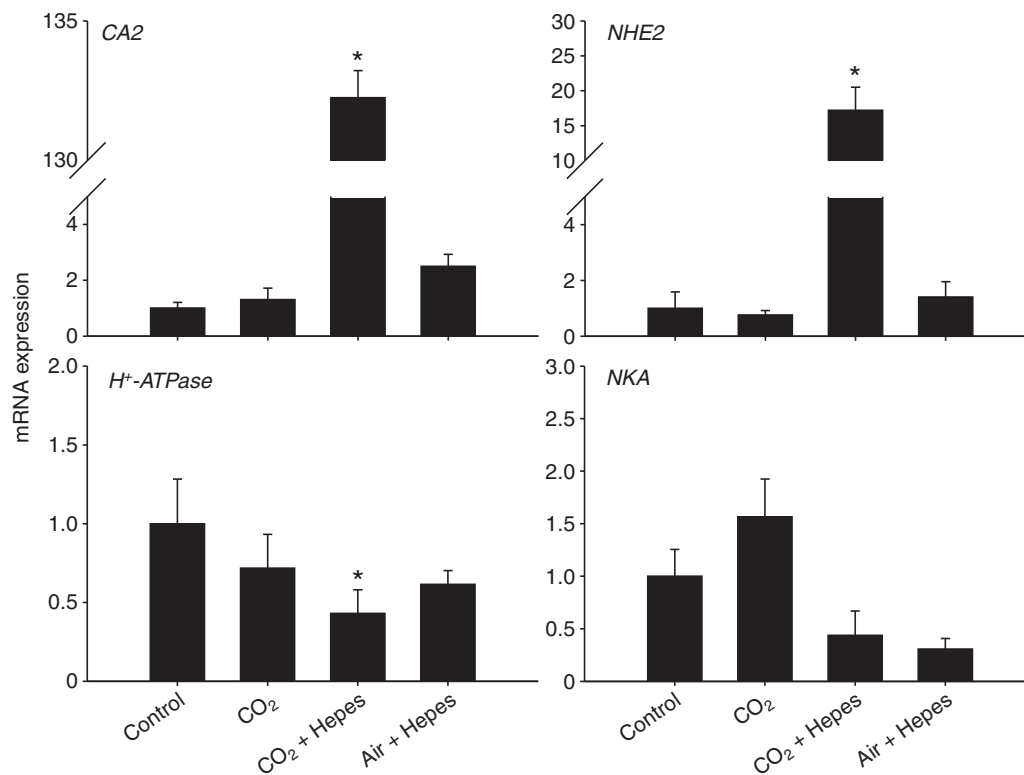 mRNA expression
CA2
135
130
4
2
0
*
NHE2
30
25
20
15
10
4
2
0
*
H⁺-ATPase
2.0
1.5
1.0
0.5
0
*
NKA
3.0
2.5
2.0
1.5
1.0
0.5
0
Control
CO₂
CO₂ + Hepes
Air + Hepes
Control
CO₂
CO₂ + Hepes
Air + Hepes